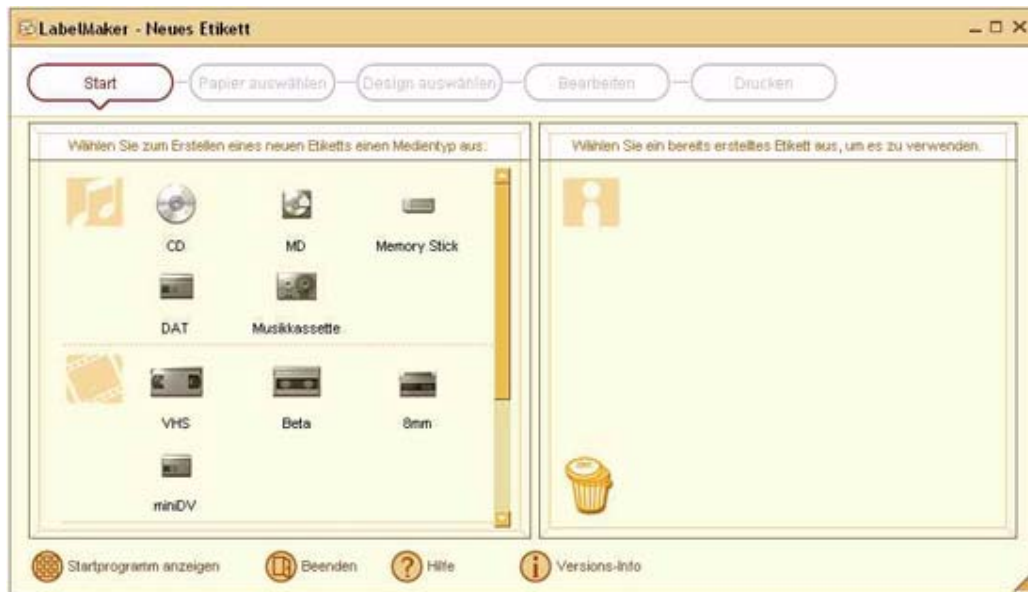 LabelMaker - Neues Etikett
Start
Papier auswählen
Design auswählen
Bearbeiten
Drucken
Wählen Sie zum Erstellen eines neuen Etiketts einen Medientyp aus:
CD
MD
Memory Stick
DAT
Musikkassette
VHS
Beta
8mm
miniDV
Wählen Sie ein bereits erstelltes Etikett aus, um es zu verwenden.
Startprogramm anzeigen
Beenden
Hilfe
Versions-Info